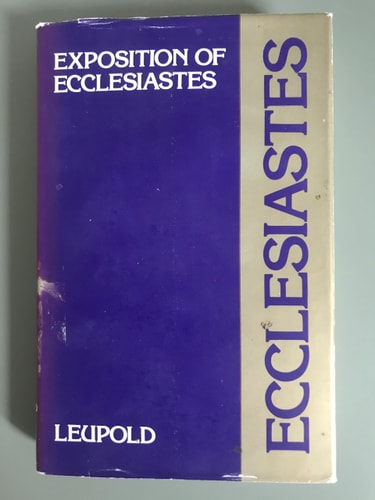 EXPOSITION OF
ECCLESIASTES
ECCLESIASTES
LEUPOLD